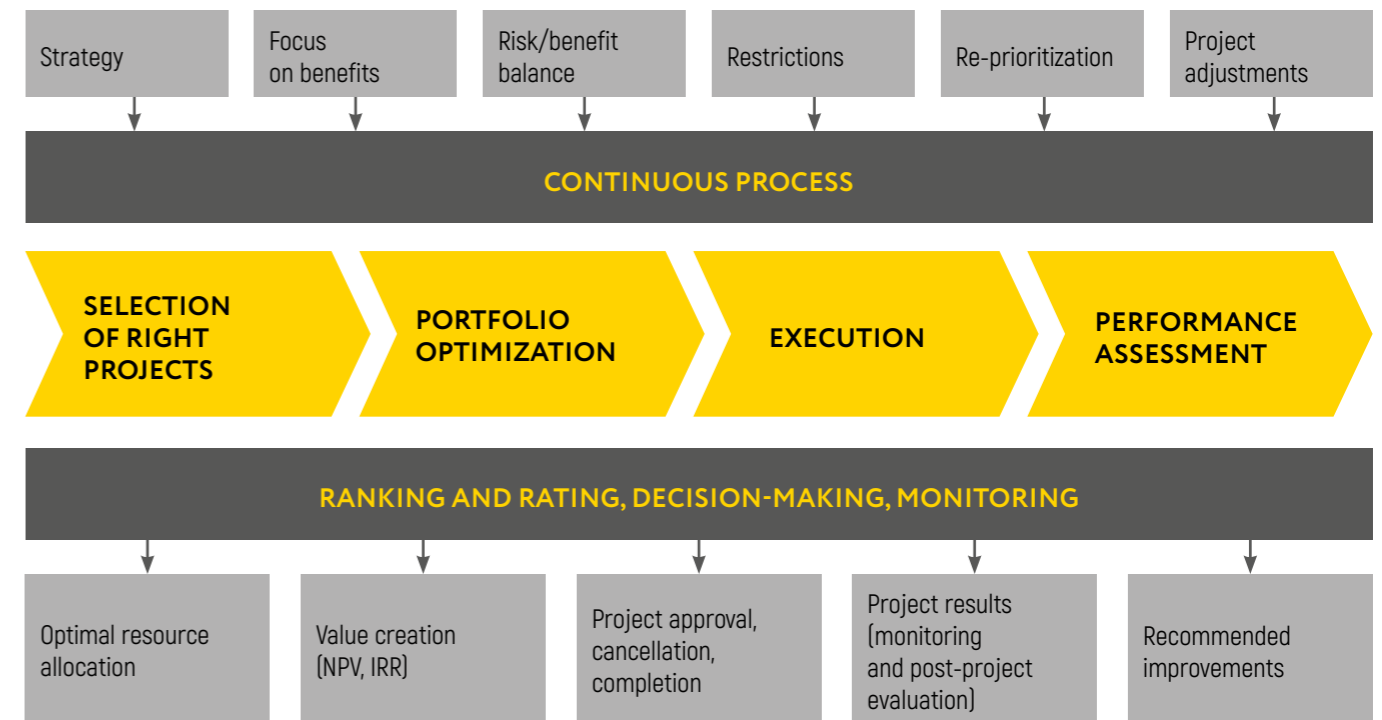 Strategy
Focus
on benefits
Risk/benefit
balance
Restrictions
Re-prioritization
Project
adjustments
CONTINUOUS PROCESS
SELECTION
OF RIGHT
PROJECTS
PORTFOLIO
OPTIMIZATION
EXECUTION
PERFORMANCE
ASSESSMENT
RANKING AND RATING, DECISION-MAKING, MONITORING
Optimal resource
allocation
Value creation
(NPV, IRR)
Project approval,
cancellation,
completion
Project results
(monitoring
and post-project
evaluation)
Recommended
improvements